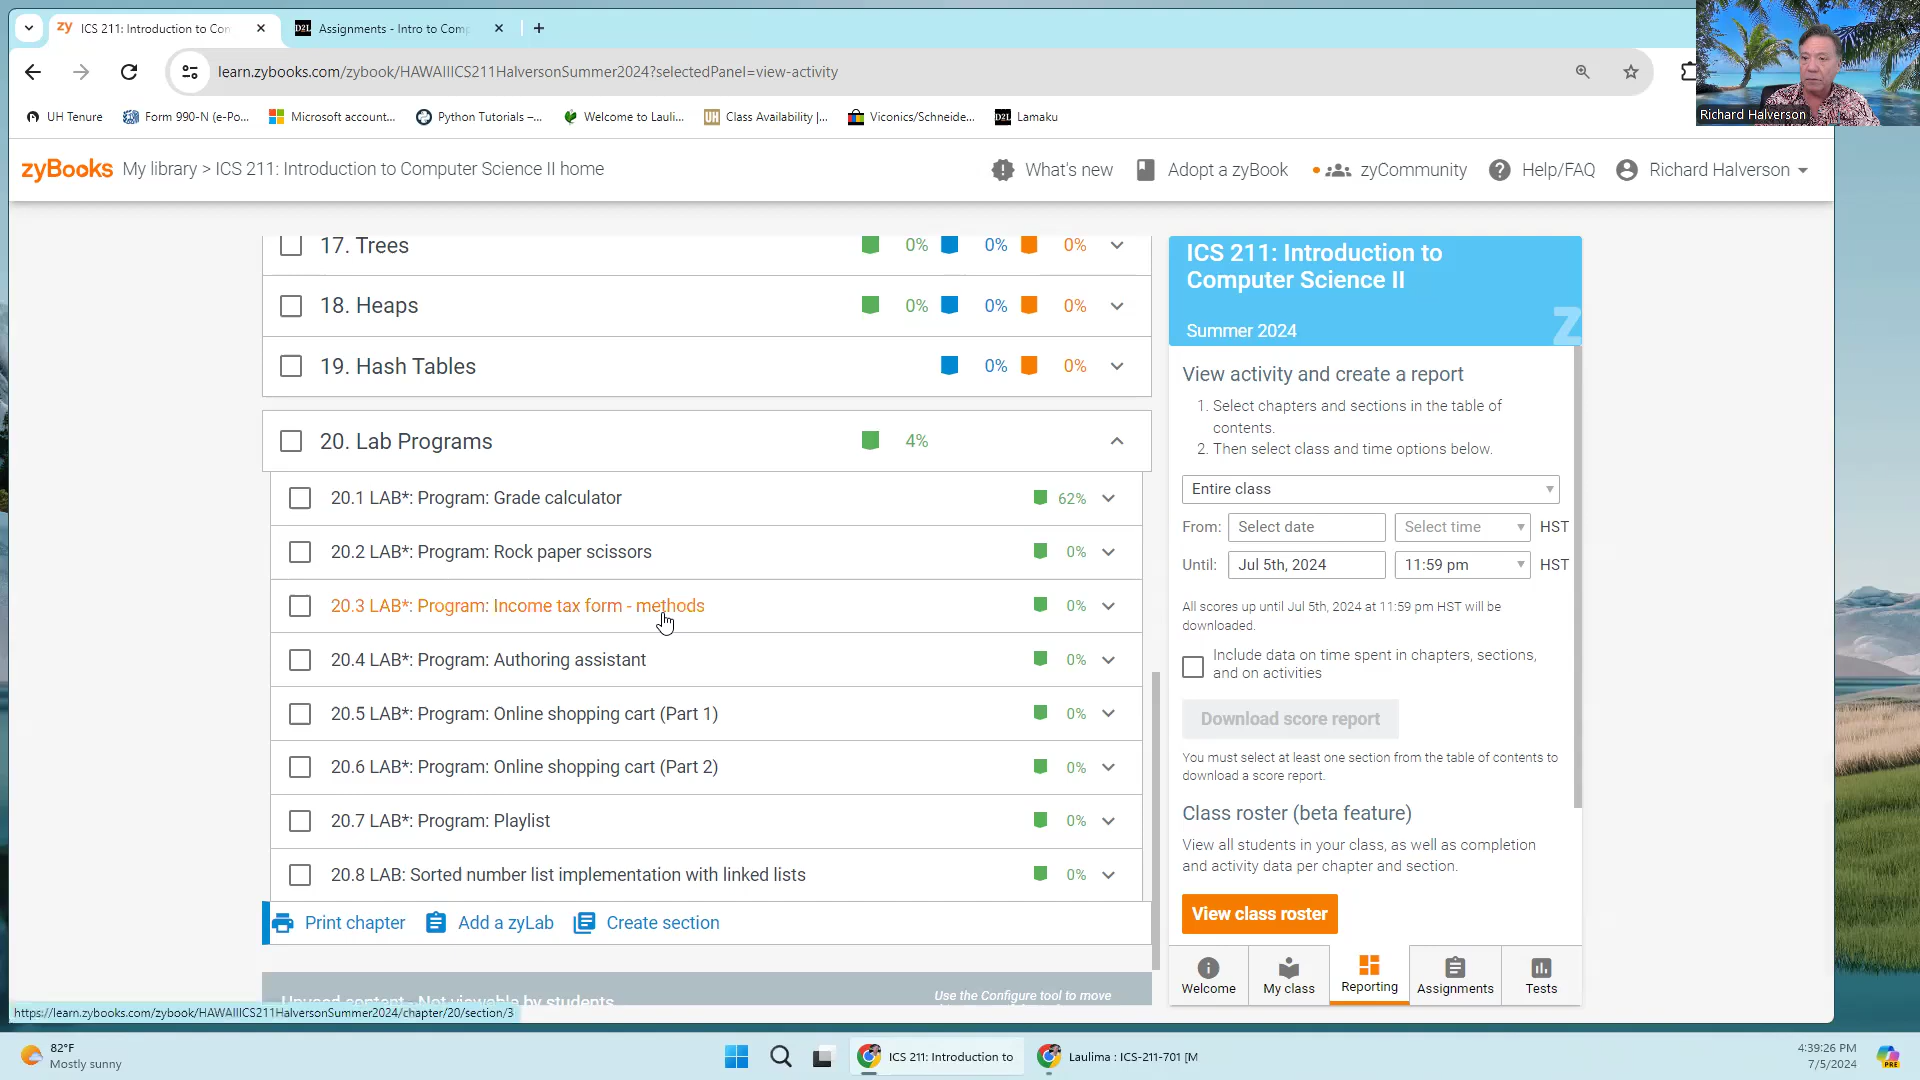 ICS 211: Introduction to Con
Assignments - Intro to Comp
learn.zybooks.com/zybook/HAWAIIICS211HalversonSummer2024?selectedPanel=view-activity
UH Tenure
Form 990-N (e-Po...
Microsoft account...
Python Tutorials –...
Welcome to Lauli...
Class Availability |...
Viconics/Schneide...
D2L
Lamaku
Richard Halverson
zyBooks
My library > ICS 211: Introduction to Computer Science II home
What's new
Adopt a zyBook
zyCommunity
Help/FAQ
Richard Halverson
17. Trees
0%
0%
0%
18. Heaps
0%
0%
0%
19. Hash Tables
0%
0%
20. Lab Programs
4%
20.1 LAB*: Program: Grade calculator
62%
20.2 LAB*: Program: Rock paper scissors
0%
20.3 LAB*: Program: Income tax form - methods
0%
20.4 LAB*: Program: Authoring assistant
0%
20.5 LAB*: Program: Online shopping cart (Part 1)
0%
20.6 LAB*: Program: Online shopping cart (Part 2)
0%
20.7 LAB*: Program: Playlist
0%
20.8 LAB: Sorted number list implementation with linked lists
0%
Print chapter
Add a zyLab
Create section
Unused content - Not viewable by students
Use the Configure tool to move
https://learn.zybooks.com/zybook/HAWAIIICS211HalversonSummer2024/chapter/20/section/3
ICS 211: Introduction to
Computer Science II
Summer 2024
View activity and create a report
1. Select chapters and sections in the table of
contents.
2. Then select class and time options below.
Entire class
From:
Select date
Select time
HST
Until:
Jul 5th, 2024
11:59 pm
HST
All scores up until Jul 5th, 2024 at 11:59 pm HST will be
downloaded.
Include data on time spent in chapters, sections,
and on activities
Download score report
You must select at least one section from the table of contents to
download a score report.
Class roster (beta feature)
View all students in your class, as well as completion
and activity data per chapter and section.
View class roster
Welcome
My class
Reporting
Assignments
Tests
82°F
Mostly sunny
ICS 211: Introduction to
Laulima : ICS-211-701 [M
4:39:26 PM
7/5/2024
PRE